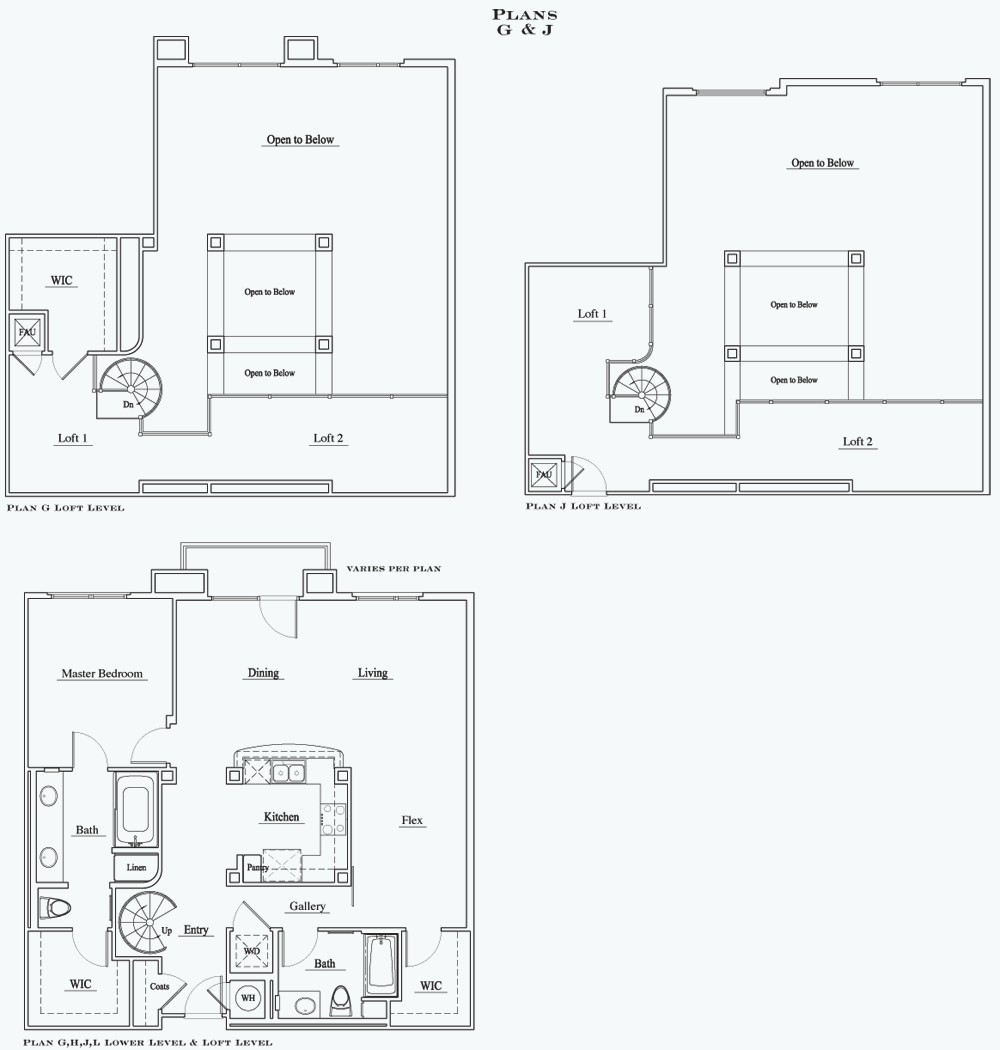 PLANS
G & J
Open to Below
WIC
FAU
Open to Below
Open to Below
Dn
Loft 1
Loft 2
PLAN G LOFT LEVEL
Open to Below
Loft 1
Open to Below
Open to Below
Dn
Loft 2
FAU
PLAN J LOFT LEVEL
VARIES PER PLAN
Master Bedroom
Dining
Living
Kitchen
Flex
Bath
Linen
Pantry
Gallery
Up
Entry
WD
Bath
WIC
Coats
WH
WIC
PLAN G,H,J,L LOWER LEVEL & LOFT LEVEL